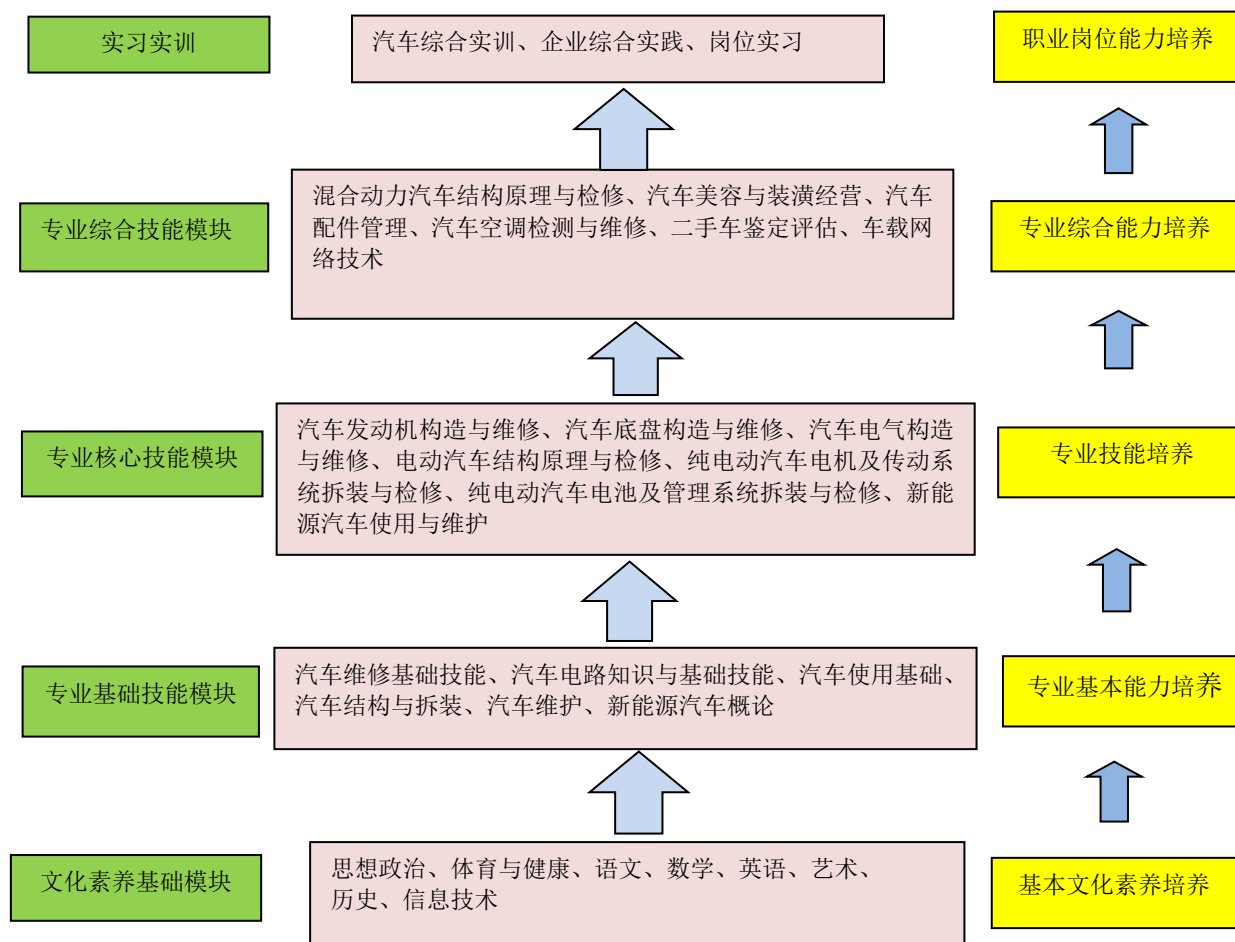 实习实训
汽车综合实训、企业综合实践、岗位实习
职业岗位能力培养
专业综合技能模块
混合动力汽车结构原理与检修、汽车美容与装潢经营、汽车
配件管理、汽车空调检测与维修、二手车鉴定评估、车载网
络技术
专业综合能力培养
专业核心技能模块
汽车发动机构造与维修、汽车底盘构造与维修、汽车电气构造
与维修、电动汽车结构原理与检修、纯电动汽车电机及传动系
统拆装与检修、纯电动汽车电池及管理系统拆装与检修、新能
源汽车使用与维护
专业技能培养
专业基础技能模块
汽车维修基础技能、汽车电路知识与基础技能、汽车使用基础、
汽车结构与拆装、汽车维护、新能源汽车概论
专业基本能力培养
文化素养基础模块
思想政治、体育与健康、语文、数学、英语、艺术、
历史、信息技术
基本文化素养培养